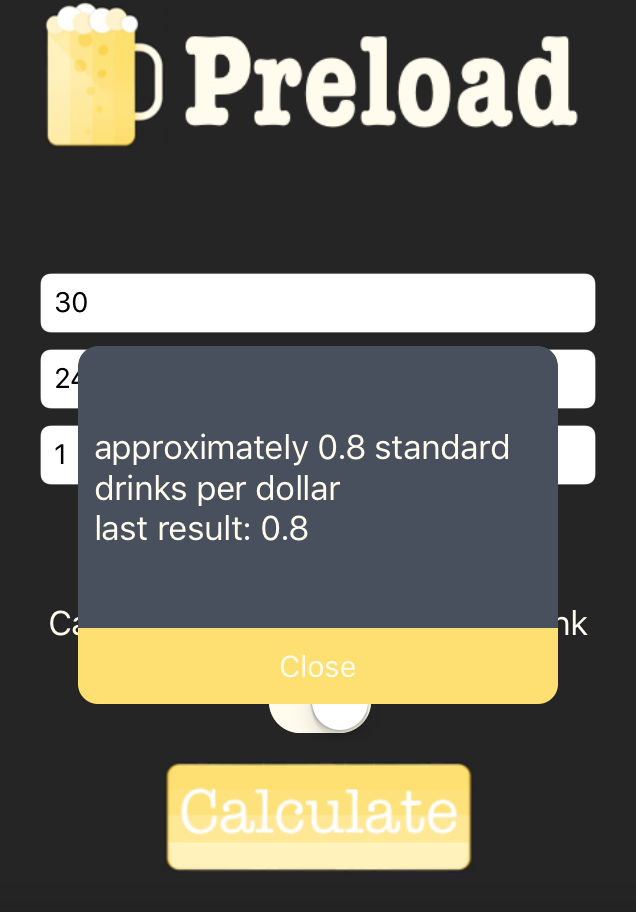 Preload
30
24
1
approximately 0.8 standard
drinks per dollar
last result: 0.8
Close
Calculate